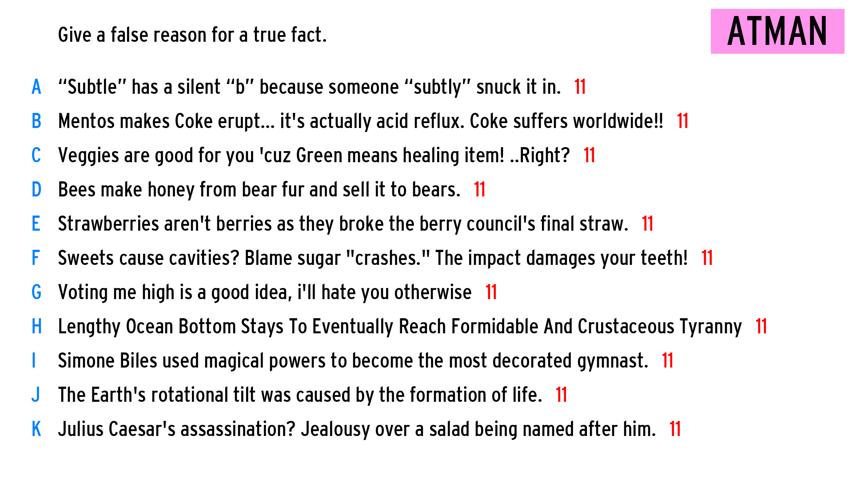 Give a false reason for a true fact.
ATMAN
A “Subtle” has a silent “b” because someone “subtly” snuck it in. 11
B Mentos makes Coke erupt... it's actually acid reflux. Coke suffers worldwide!! 11
C Veggies are good for you 'cuz Green means healing item! ..Right? 11
D Bees make honey from bear fur and sell it to bears. 11
E Strawberries aren't berries as they broke the berry council's final straw. 11
F Sweets cause cavities? Blame sugar "crashes." The impact damages your teeth! 11
G Voting me high is a good idea, i'll hate you otherwise 11
H Lengthy Ocean Bottom Stays To Eventually Reach Formidable And Crustaceous Tyranny 11
I Simone Biles used magical powers to become the most decorated gymnast. 11
J The Earth's rotational tilt was caused by the formation of life. 11
K Julius Caesar's assassination? Jealousy over a salad being named after him. 11